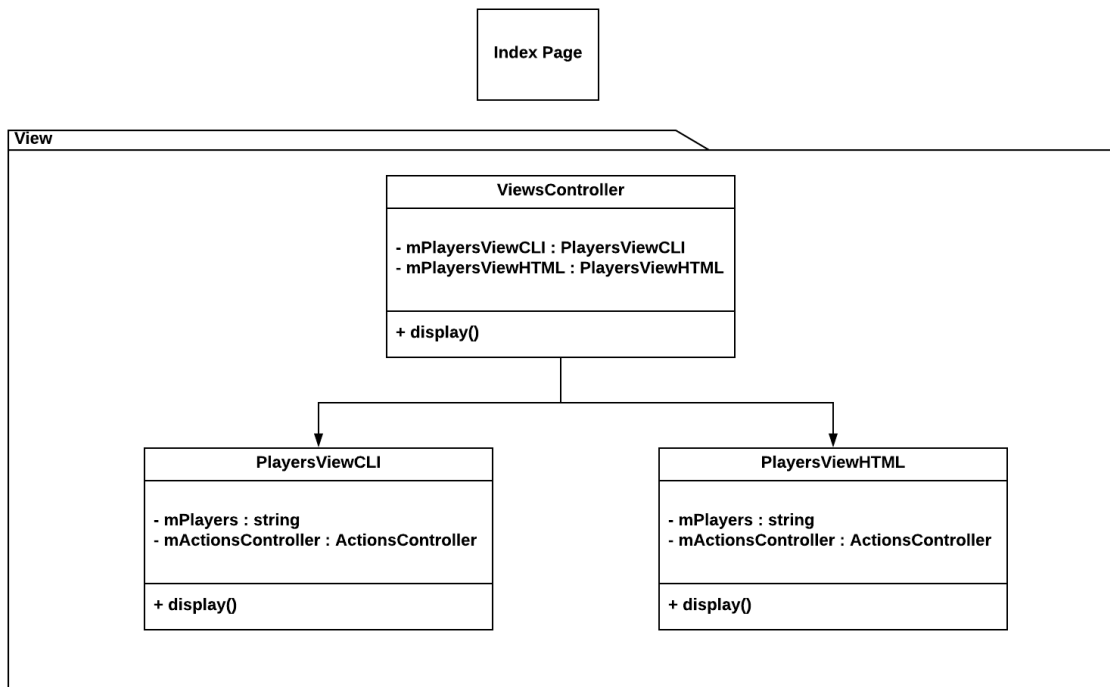 Index Page
View
ViewsController
- mPlayersViewCLI : PlayersViewCLI
- mPlayersViewHTML : PlayersViewHTML
+ display()
PlayersViewCLI
- mPlayers : string
- mActionsController : ActionsController
+ display()
PlayersViewHTML
- mPlayers : string
- mActionsController : ActionsController
+ display()